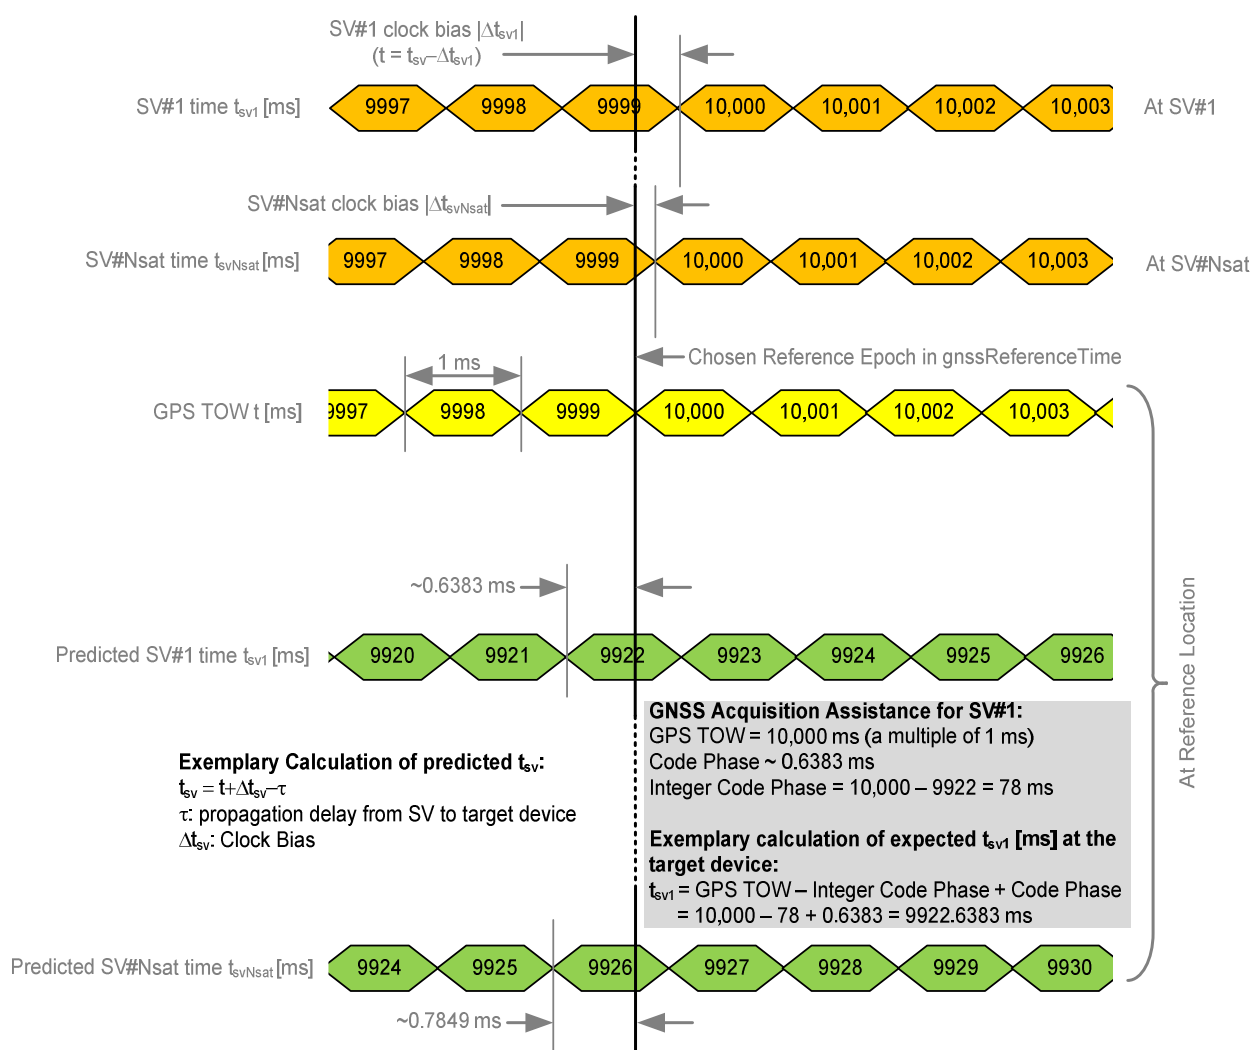 SV#1 clock bias |Δtsv1|
(t = tsv–Δtsv1)
SV#1 time tsv1 [ms]
9997 9998 9999 10,000 10,001 10,002 10,003
At SV#1
SV#Nsat clock bias |ΔtsvNsat|
SV#Nsat time tsvNsat [ms]
9997 9998 9999 10,000 10,001 10,002 10,003
At SV#Nsat
Chosen Reference Epoch in gnssReferenceTime
1 ms
GPS TOW t [ms]
9997 9998 9999 10,000 10,001 10,002 10,003
~0.6383 ms
Predicted SV#1 time tsv1 [ms]
9920 9921 9922 9923 9924 9925 9926
At Reference Location
GNSS Acquisition Assistance for SV#1:
GPS TOW = 10,000 ms (a multiple of 1 ms)
Code Phase ~ 0.6383 ms
Integer Code Phase = 10,000 – 9922 = 78 ms
Exemplary calculation of expected tsv1 [ms] at the
target device:
tsv1 = GPS TOW – Integer Code Phase + Code Phase
= 10,000 – 78 + 0.6383 = 9922.6383 ms
Exemplary Calculation of predicted tsv:
tsv = t+Δtsv–τ
τ: propagation delay from SV to target device
Δtsv: Clock Bias
Predicted SV#Nsat time tsvNsat [ms]
9924 9925 9926 9927 9928 9929 9930
~0.7849 ms